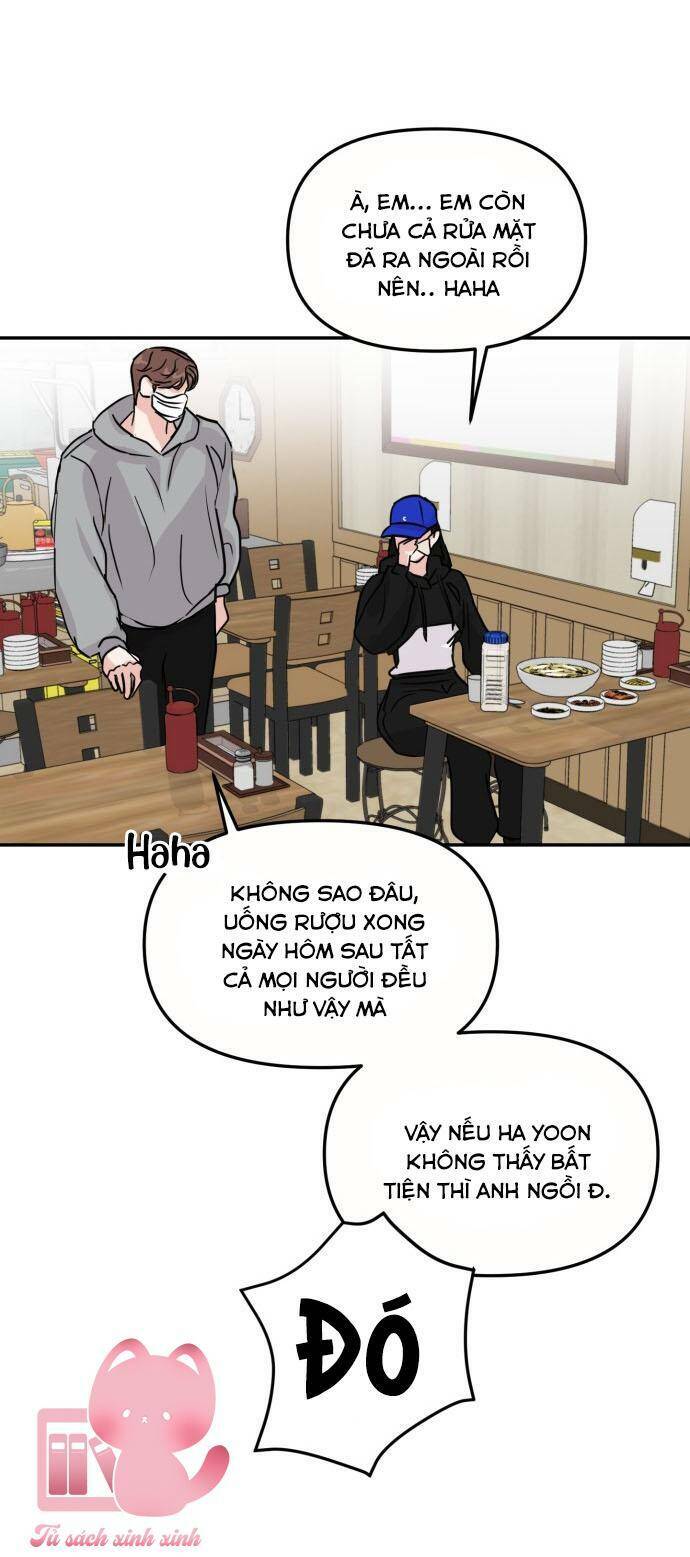 À, EM... EM CÒN
CHƯA CẢ RỬA MẶT
ĐÃ RA NGOÀI RỒI
NÊN.. HAHA
Haha
KHÔNG SAO ĐÂU,
UỐNG RƯỢU XONG
NGÀY HÔM SAU TẤT
CẢ MỌI NGƯỜI ĐỀU
NHƯ VẬY MÀ
VẬY NẾU HA YOON
KHÔNG THẤY BẤT
TIỆN THÌ ANH NGỒI Đ.
ĐÓ
Tủ sách xinh xinh